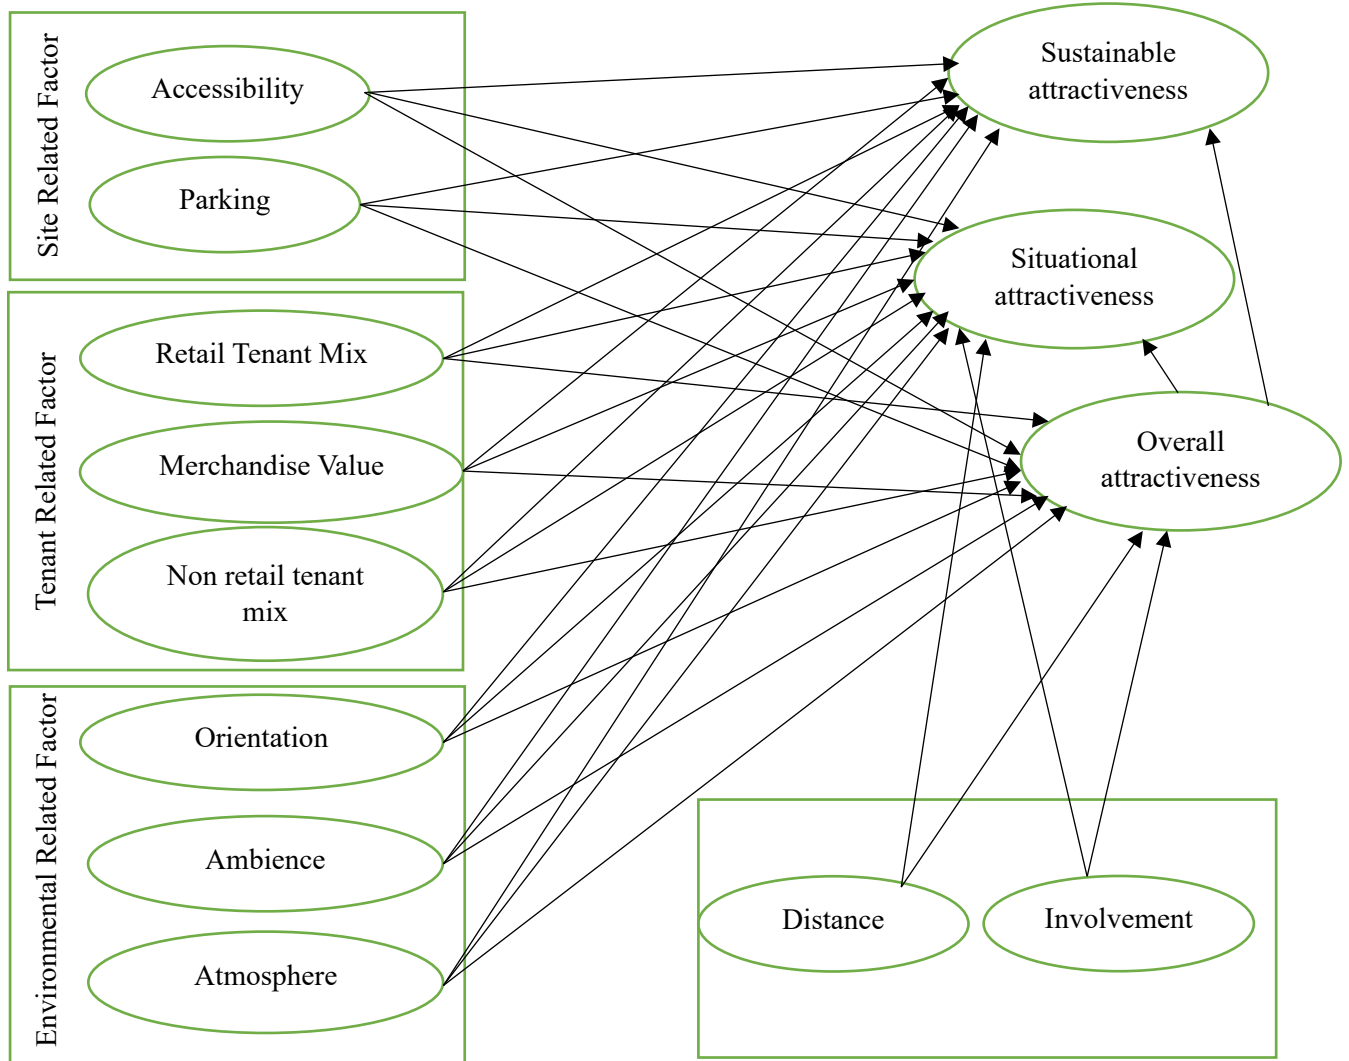 Site Related Factor
Accessibility
Parking
Tenant Related Factor
Retail Tenant Mix
Merchandise Value
Non retail tenant
mix
Environmental Related Factor
Orientation
Ambience
Atmosphere
Sustainable
attractiveness
Situational
attractiveness
Overall
attractiveness
Distance
Involvement